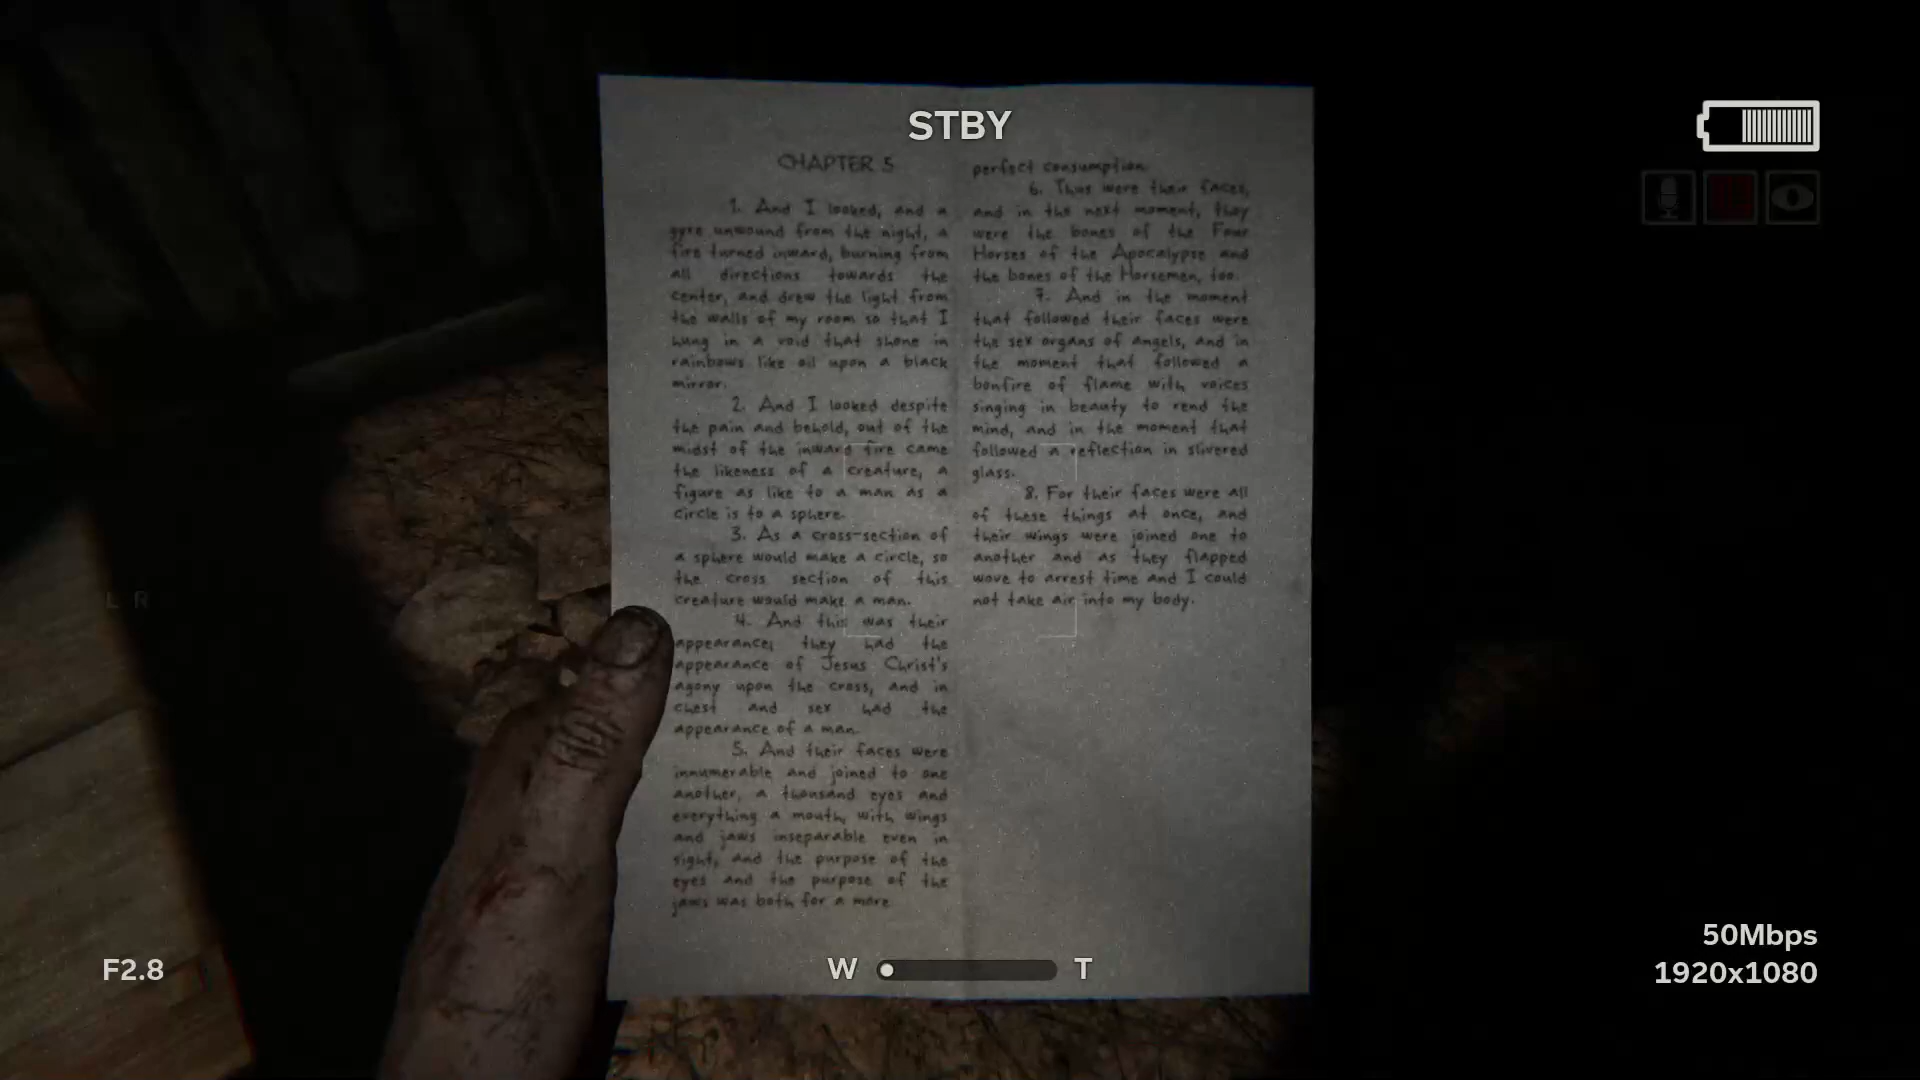 STBY
CHAPTER 5
1. And I looked, and a
gyre unwound from the night, a
fire turned inward, burning from
all directions towards the
center, and drew the light from
the walls of my room so that I
hung in a void that shone in
rainbows like oil upon a black
mirror.
2. And I looked despite
the pain and behold, out of the
midst of the inward fire came
the likeness of a creature, a
figure as like to a man as a
circle is to a sphere.
3. As a cross-section of
a sphere would make a circle, so
the cross section of this
creature would make a man.
4. And this was their
appearance; they had the
appearance of Jesus Christ's
agony upon the cross, and in
chest and sex had the
appearance of a man.
5. And their faces were
innumerable and joined to one
another, a thousand eyes and
everything a mouth, with wings
and jaws inseparable even in
sight, and the purpose of the
eyes and the purpose of the
jaws was both for a more
perfect consumption.
6. Thus were their faces,
and in the next moment, they
were the bones of the Four
Horses of the Apocalypse and
the bones of the Horsemen, too.
7. And in the moment
that followed their faces were
the sex organs of angels, and in
the moment that followed a
bonfire of flame with voices
singing in beauty to rend the
mind, and in the moment that
followed a reflection in slivered
glass.
8. For their faces were all
of these things at once, and
their wings were joined one to
another and as they flapped
wove to arrest time and I could
not take air into my body.
L R
F2.8
W T
50Mbps
1920x1080